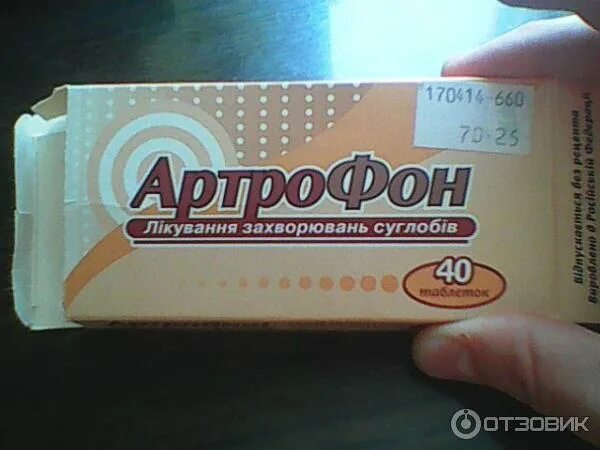 170414-660
70-25
АртроФон
Лікування захворювань суглобів
40
таблеток
Відпускається без рецепта
Вироблено в Російській Федерації
ОТЗОВИК